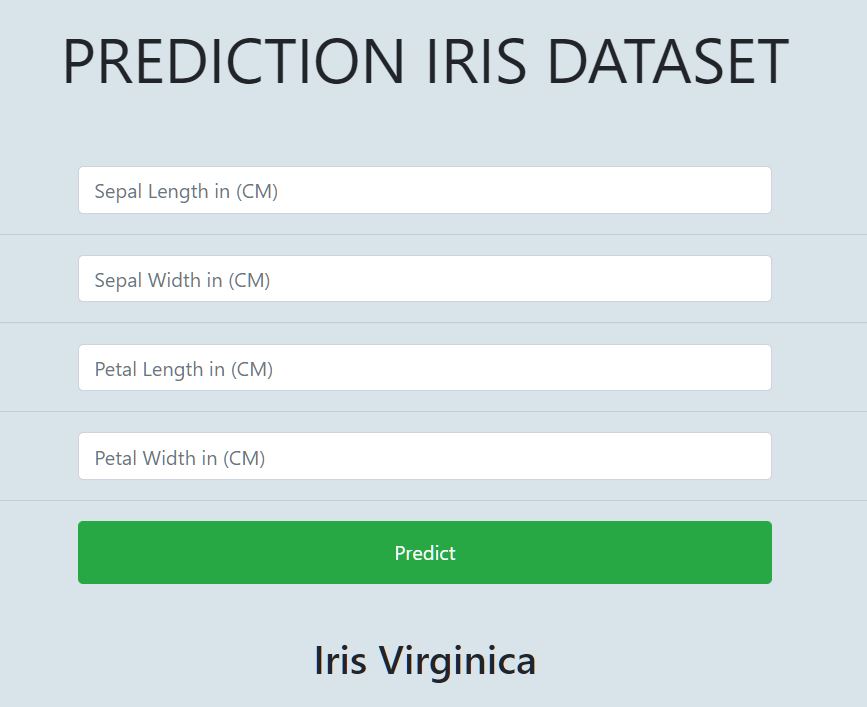 PREDICTION IRIS DATASET
Sepal Length in (CM)
Sepal Width in (CM)
Petal Length in (CM)
Petal Width in (CM)
Predict
Iris Virginica